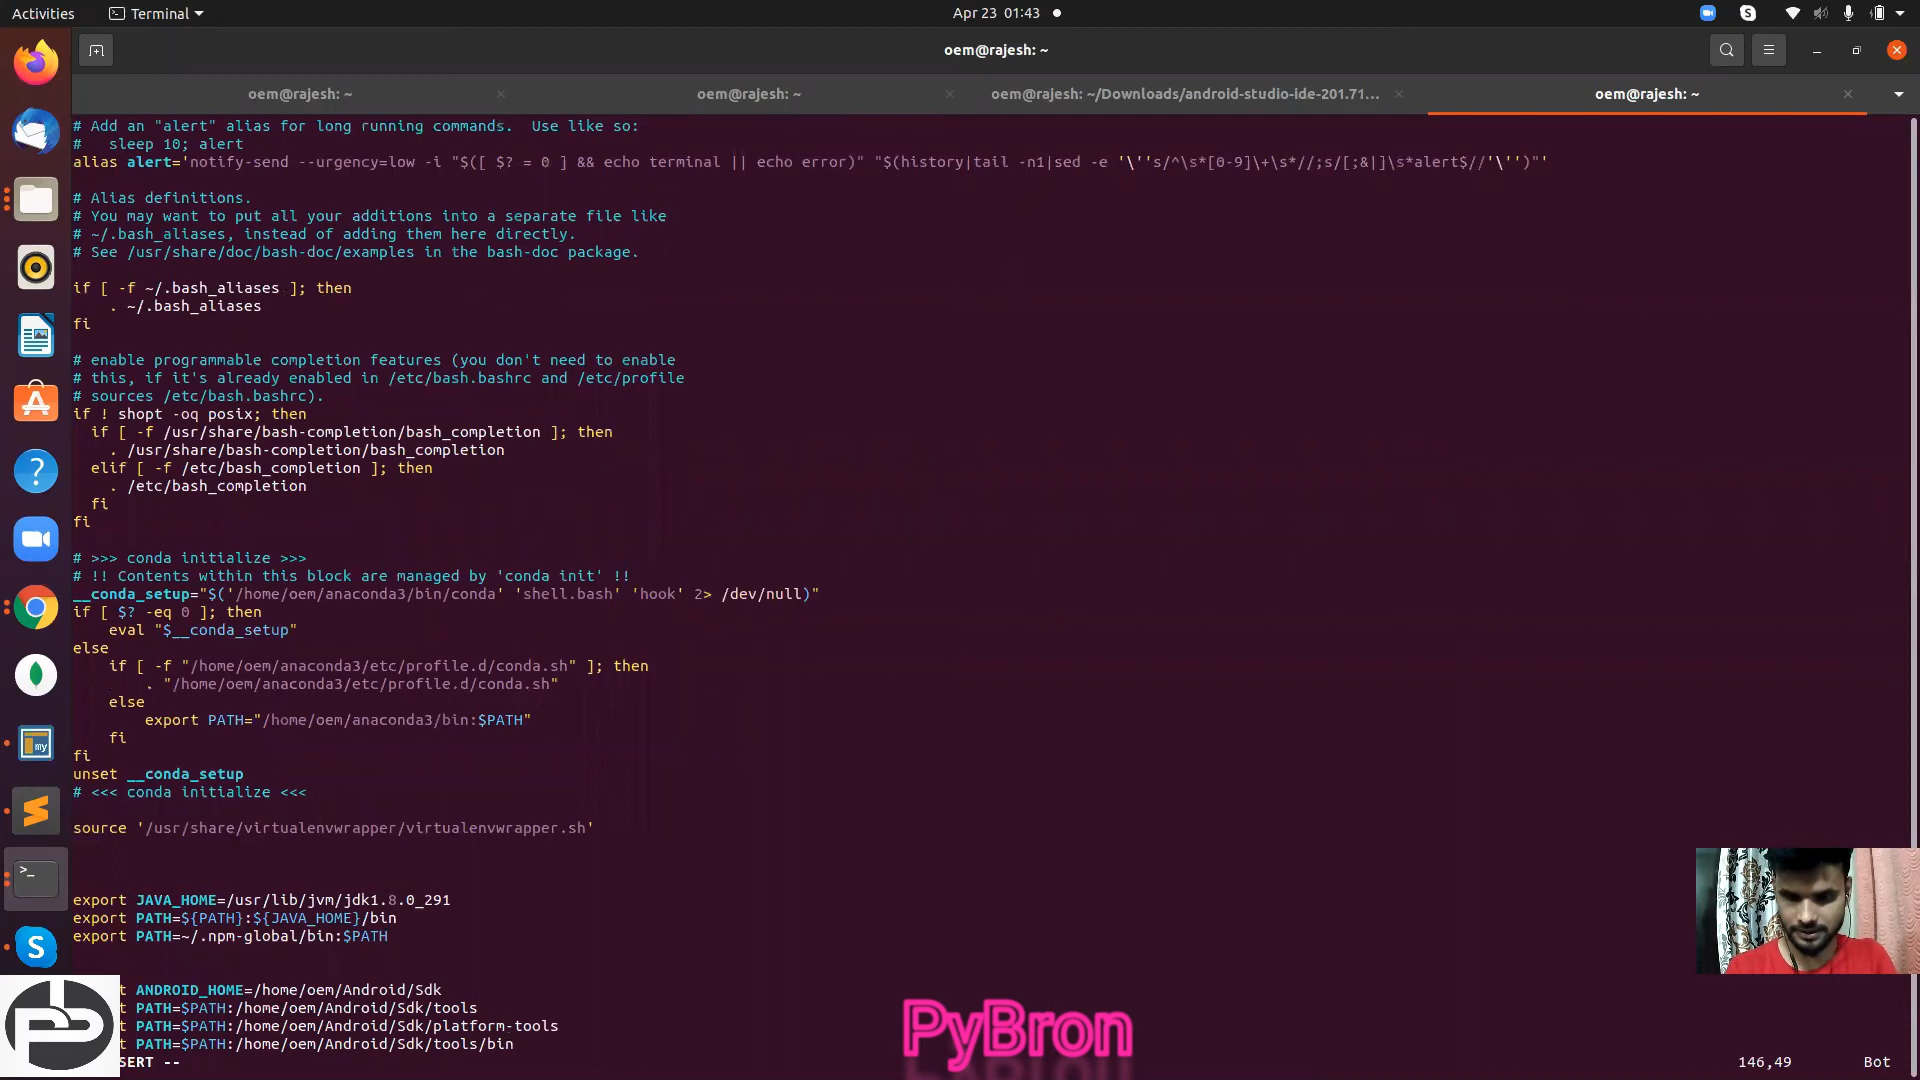 Activities
Terminal
Apr 23 01:43
oem@rajesh: ~
oem@rajesh: ~
oem@rajesh: ~
oem@rajesh: ~/Downloads/android-studio-ide-201.71...
oem@rajesh: ~
# Add an "alert" alias for long running commands.  Use like so:
#   sleep 10; alert
alias alert='notify-send --urgency=low -i "$([ $? = 0 ] && echo terminal || echo error)" "$(history|tail -n1|sed -e '\''s/^\s*[0-9]\+\s*//;s/[;&|]\s*alert$//'\'')"'
# Alias definitions.
# You may want to put all your additions into a separate file like
# ~/.bash_aliases, instead of adding them here directly.
# See /usr/share/doc/bash-doc/examples in the bash-doc package.
if [ -f ~/.bash_aliases ]; then
    . ~/.bash_aliases
fi
# enable programmable completion features (you don't need to enable
# this, if it's already enabled in /etc/bash.bashrc and /etc/profile
# sources /etc/bash.bashrc).
if ! shopt -oq posix; then
  if [ -f /usr/share/bash-completion/bash_completion ]; then
    . /usr/share/bash-completion/bash_completion
  elif [ -f /etc/bash_completion ]; then
    . /etc/bash_completion
  fi
fi
# >>> conda initialize >>>
# !! Contents within this block are managed by 'conda init' !!
__conda_setup="$('/home/oem/anaconda3/bin/conda' 'shell.bash' 'hook' 2> /dev/null)"
if [ $? -eq 0 ]; then
    eval "$__conda_setup"
else
    if [ -f "/home/oem/anaconda3/etc/profile.d/conda.sh" ]; then
        . "/home/oem/anaconda3/etc/profile.d/conda.sh"
    else
        export PATH="/home/oem/anaconda3/bin:$PATH"
    fi
fi
unset __conda_setup
# <<< conda initialize <<<
source '/usr/share/virtualenvwrapper/virtualenvwrapper.sh'
export JAVA_HOME=/usr/lib/jvm/jdk1.8.0_291
export PATH=${PATH}:${JAVA_HOME}/bin
export PATH=~/.npm-global/bin:$PATH
t ANDROID_HOME=/home/oem/Android/Sdk
t PATH=$PATH:/home/oem/Android/Sdk/tools
t PATH=$PATH:/home/oem/Android/Sdk/platform-tools
t PATH=$PATH:/home/oem/Android/Sdk/tools/bin
SERT --
146,49
Bot
PyBron